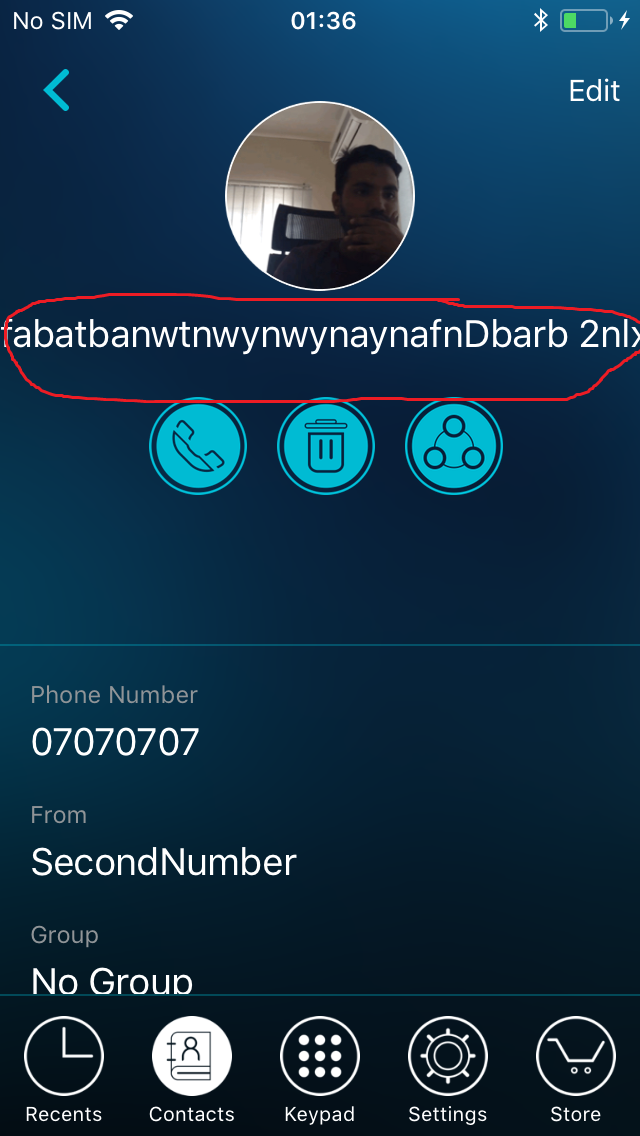 No SIM 01:36
Edit
fabatbanwtnwynwynaynafnDbarb
Phone Number
07070707
From
SecondNumber
Group
No Group
Recents Contacts Keypad Settings Store